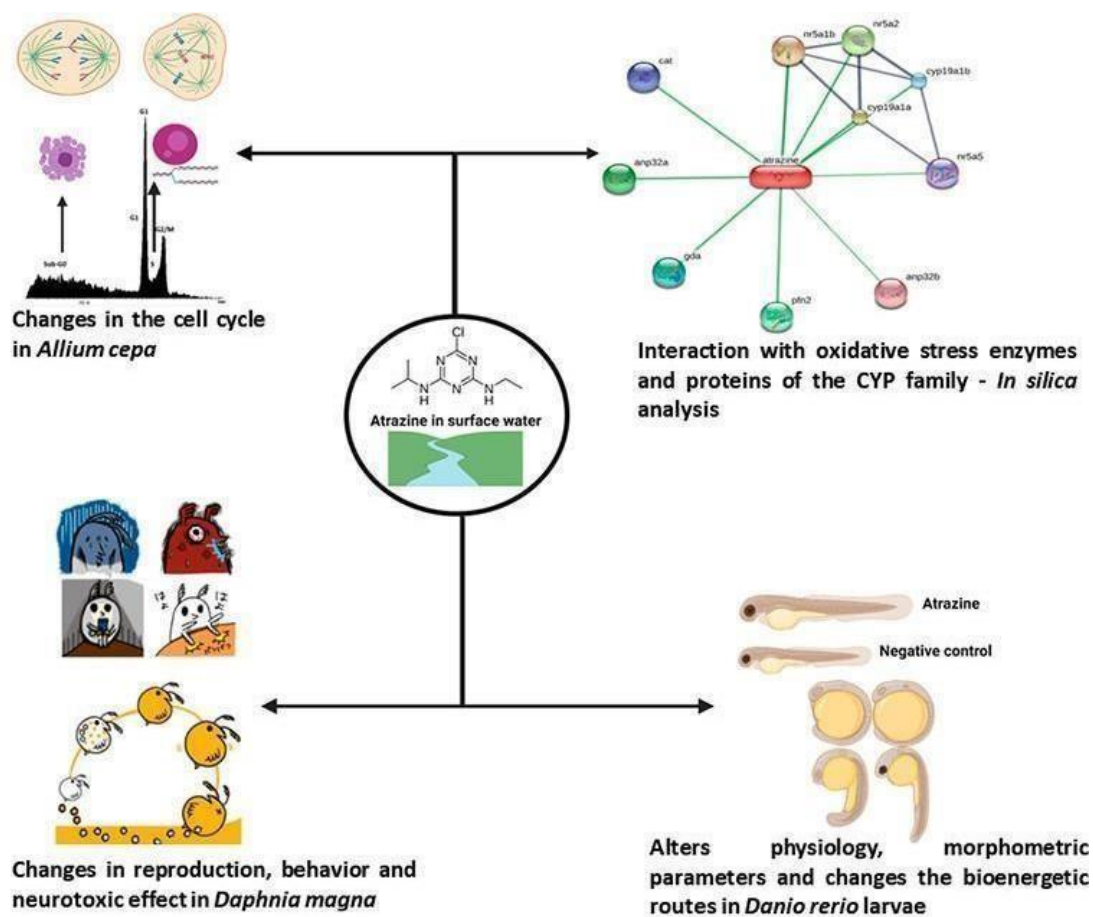 G1
G1
G2/M
S
Sub-G0
Changes in the cell cycle
in Allium cepa
nr5a2
nr5a1b
cat
cyp19a1b
cyp19a1a
atrazine
anp32a
nr5a5
gda
anp32b
pfn2
Interaction with oxidative stress enzymes
and proteins of the CYP family - In silica
analysis
Cl
N
N
N
N
N
H
H
Atrazine in surface water
Atrazine
Negative control
Changes in reproduction, behavior and
neurotoxic effect in Daphnia magna
Alters physiology, morphometric
parameters and changes the bioenergetic
routes in Danio rerio larvae